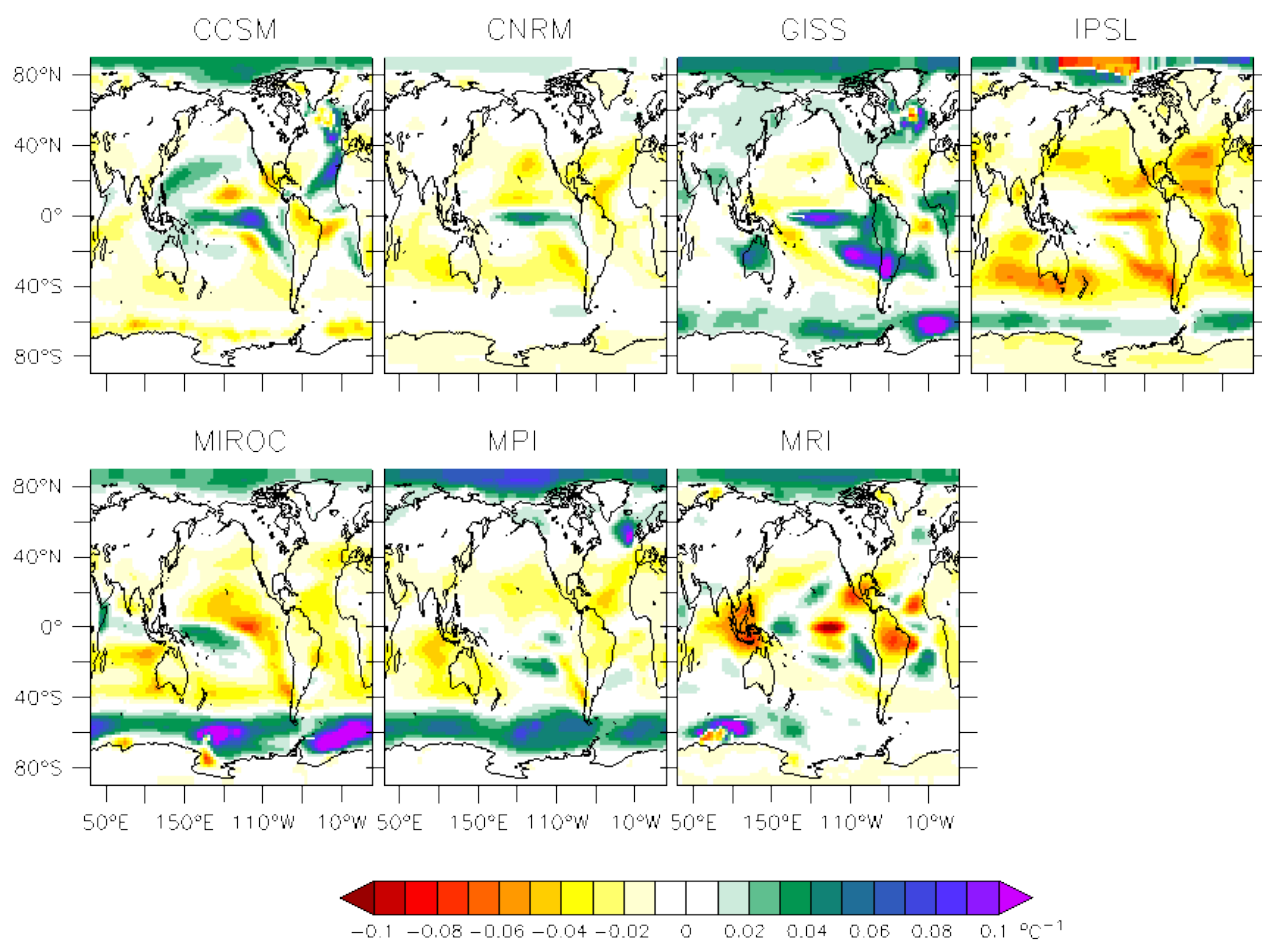 CCSM CNRM GISS IPSL
80°N
40°N
0°
40°S
80°S
MIROC MPI MRI
80°N
40°N
0°
40°S
80°S
50°E 150°E 110°W 10°W 50°E 150°E 110°W 10°W 50°E 150°E 110°W 10°W
-0.1 -0.08 -0.06 -0.04 -0.02 0 0.02 0.04 0.06 0.08 0.1 °C⁻¹